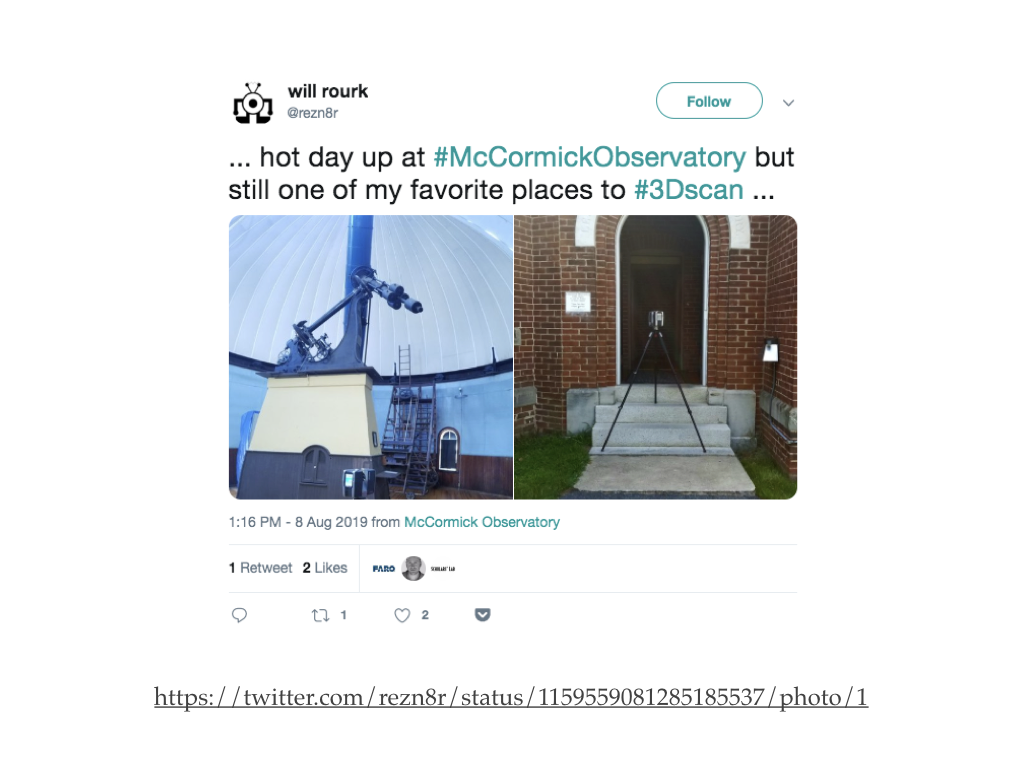 will rourk
@rezn8r
Follow
... hot day up at #McCormickObservatory but
still one of my favorite places to #3Dscan ...
1:16 PM - 8 Aug 2019 from McCormick Observatory
1 Retweet 2 Likes FARO SCHOLARS' LAB
1 2
https://twitter.com/rezn8r/status/1159559081285185537/photo/1